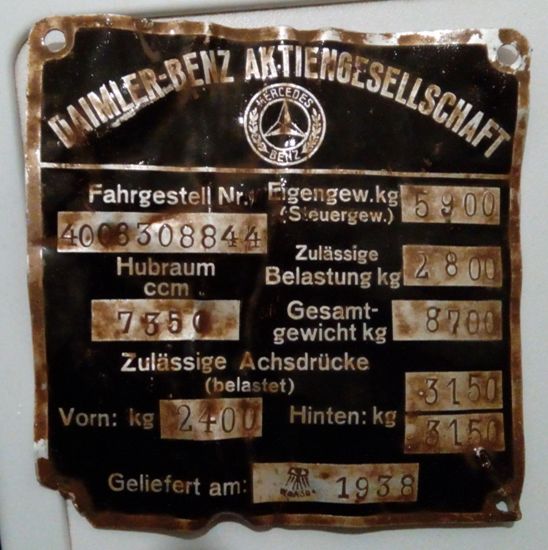 DAIMLER-BENZ AKTIENGESELLSCHAFT
MERCEDES
BENZ
Fahrgestell Nr.
4008308844
Eigengew.kg
(Steuergew.)
5900
Hubraum
ccm
7350
Zulässige
Belastung kg
2800
Gesamt-
gewicht kg
8700
Zulässige Achsdrücke
(belastet)
Vorn: kg 2400 Hinten: kg
3150
3150
Geliefert am: 1938